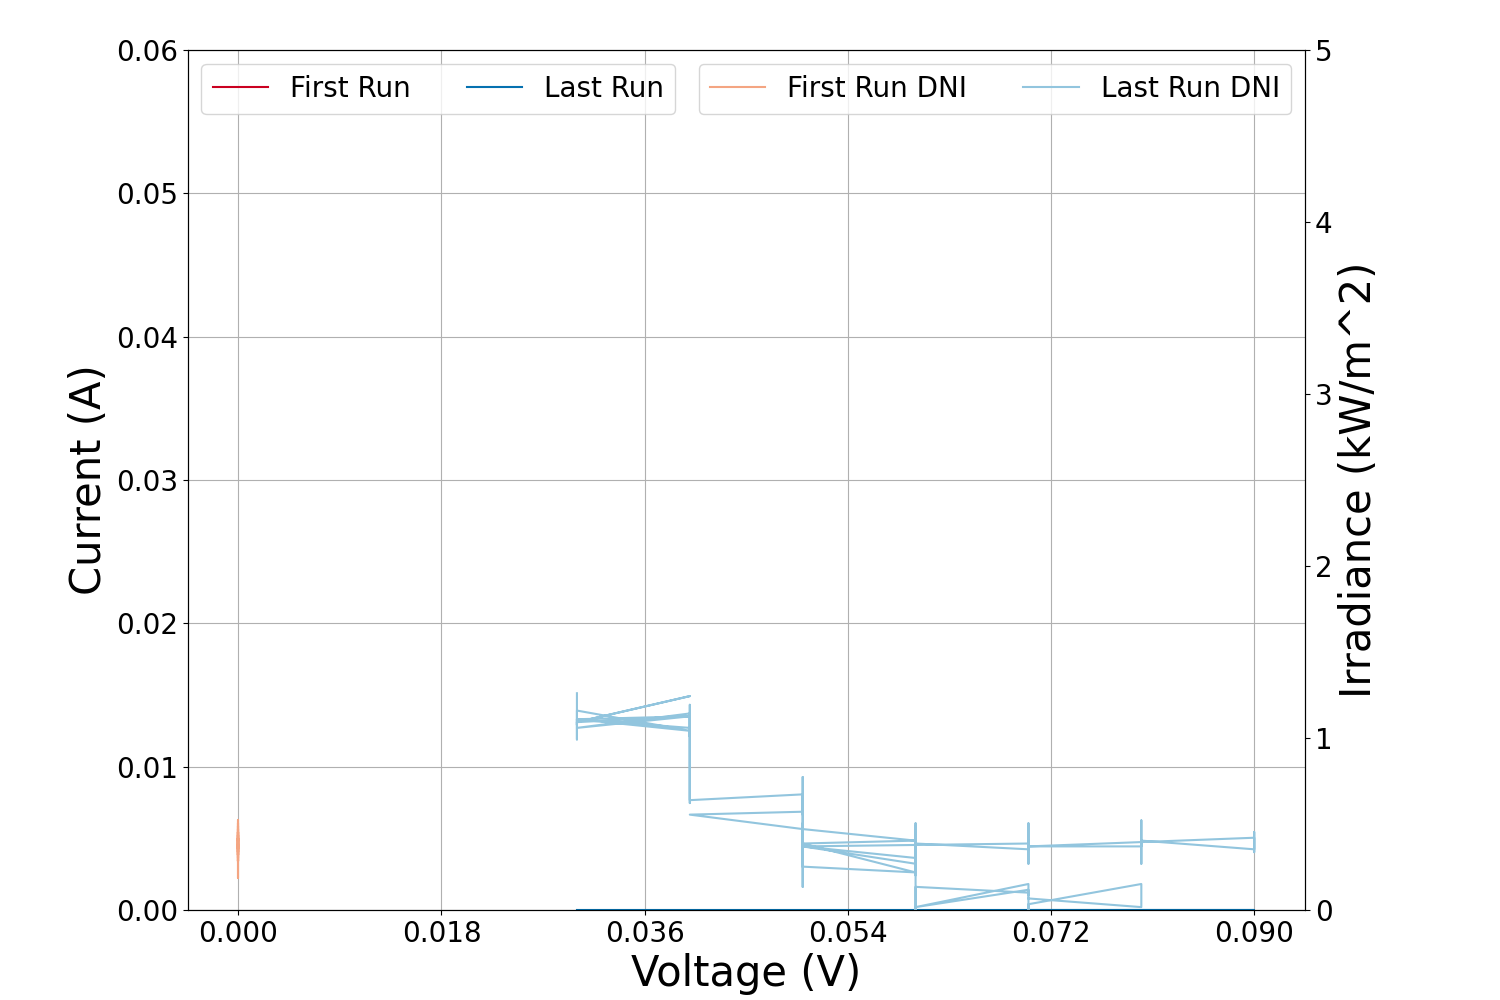 First Run
Last Run
First Run DNI
Last Run DNI
0.06
0.05
0.04
0.03
0.02
0.01
0.00
Current (A)
5
4
3
2
1
0
Irradiance (kW/m^2)
0.000 0.018 0.036 0.054 0.072 0.090
Voltage (V)